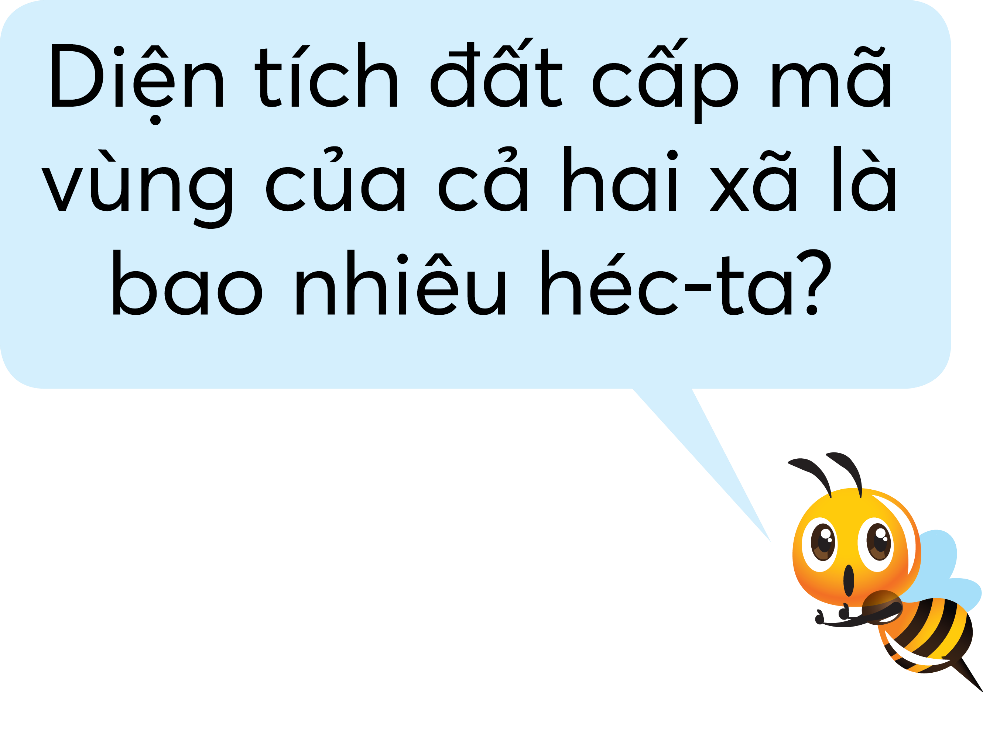 Diện tích đất cấp mã
vùng của cả hai xã là
bao nhiêu héc-ta?